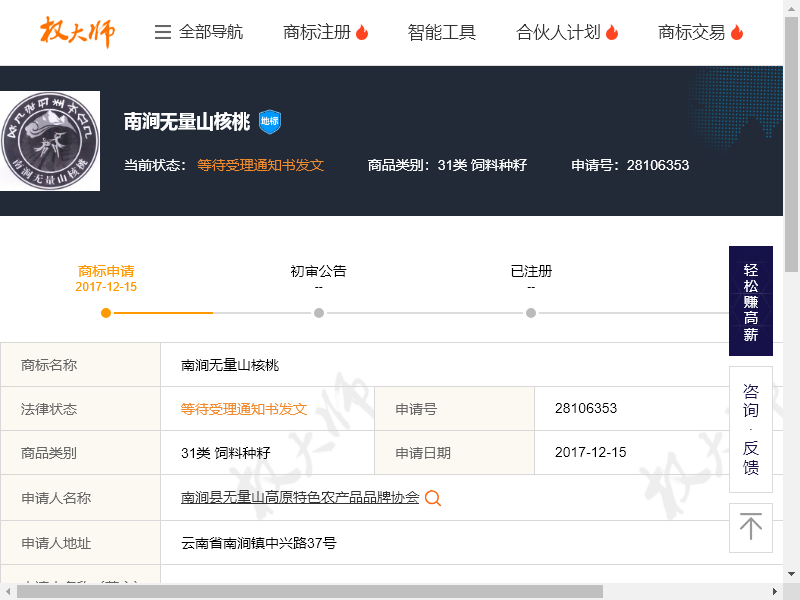 权大师 全部导航 商标注册 智能工具 合伙人计划 商标交易
南涧无量山核桃 地标
南涧无量山核桃
当前状态： 等待受理通知书发文 商品类别：31类 饲料种籽 申请号：28106353
商标申请 初审公告 已注册
2017-12-15 -- --
轻松赚高薪
商标名称 南涧无量山核桃
法律状态 等待受理通知书发文 申请号 28106353
商品类别 31类 饲料种籽 申请日期 2017-12-15
咨询·反馈
申请人名称 南涧县无量山高原特色农产品品牌协会
申请人地址 云南省南涧镇中兴路37号
权大师 权大师